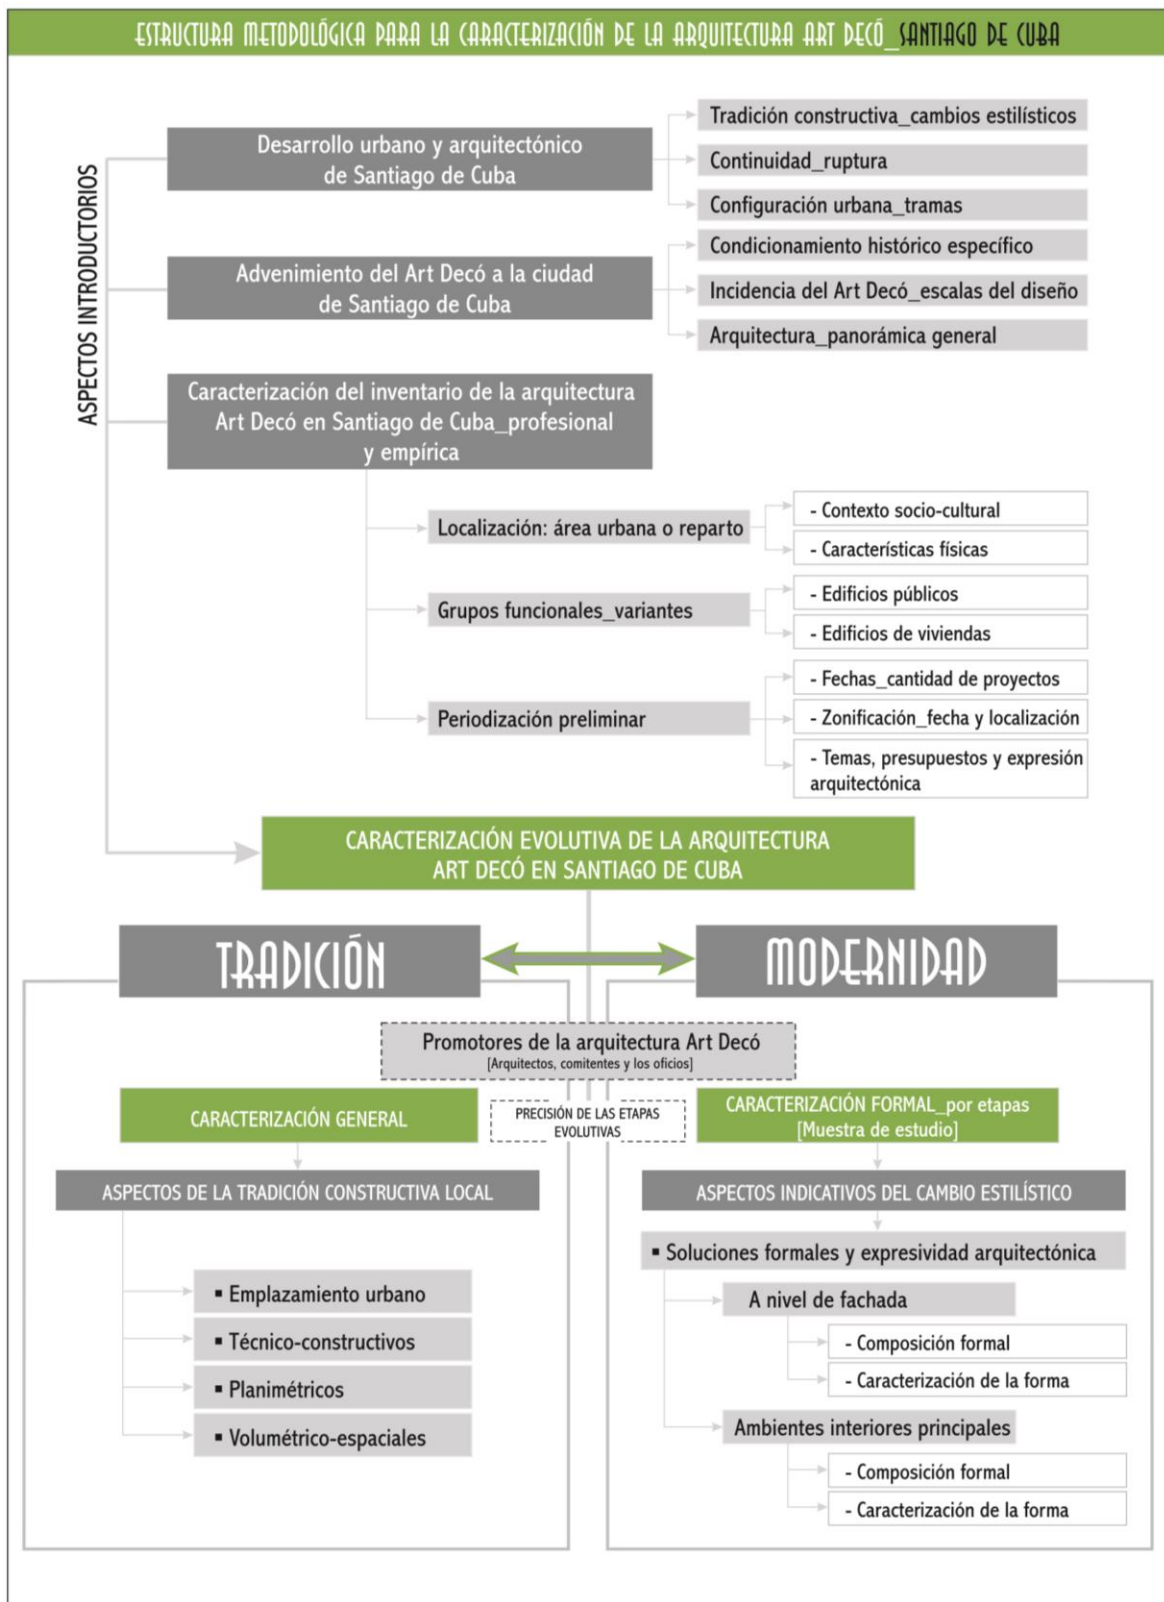 ESTRUCTURA METODOLÓGICA PARA LA CARACTERIZACIÓN DE LA ARQUITECTURA ART DECÓ_SANTIAGO DE CUBA
ASPECTOS INTRODUCTORIOS
Desarrollo urbano y arquitectónico
de Santiago de Cuba
Tradición constructiva_cambios estilísticos
Continuidad_ruptura
Configuración urbana_tramas
Advenimiento del Art Decó a la ciudad
de Santiago de Cuba
Condicionamiento histórico específico
Incidencia del Art Decó_escalas del diseño
Arquitectura_panorámica general
Caracterización del inventario de la arquitectura
Art Decó en Santiago de Cuba_profesional
y empírica
Localización: área urbana o reparto
- Contexto socio-cultural
- Características físicas
Grupos funcionales_variantes
- Edificios públicos
- Edificios de viviendas
Periodización preliminar
- Fechas_cantidad de proyectos
- Zonificación_fecha y localización
- Temas, presupuestos y expresión
arquitectónica
CARACTERIZACIÓN EVOLUTIVA DE LA ARQUITECTURA
ART DECÓ EN SANTIAGO DE CUBA
TRADICIÓN
MODERNIDAD
Promotores de la arquitectura Art Decó
[Arquitectos, comitentes y los oficios]
CARACTERIZACIÓN GENERAL
PRECISIÓN DE LAS ETAPAS
EVOLUTIVAS
CARACTERIZACIÓN FORMAL_por etapas
[Muestra de estudio]
ASPECTOS DE LA TRADICIÓN CONSTRUCTIVA LOCAL
▪ Emplazamiento urbano
▪ Técnico-constructivos
▪ Planimétricos
▪ Volumétrico-espaciales
ASPECTOS INDICATIVOS DEL CAMBIO ESTILÍSTICO
▪ Soluciones formales y expresividad arquitectónica
A nivel de fachada
- Composición formal
- Caracterización de la forma
Ambientes interiores principales
- Composición formal
- Caracterización de la forma